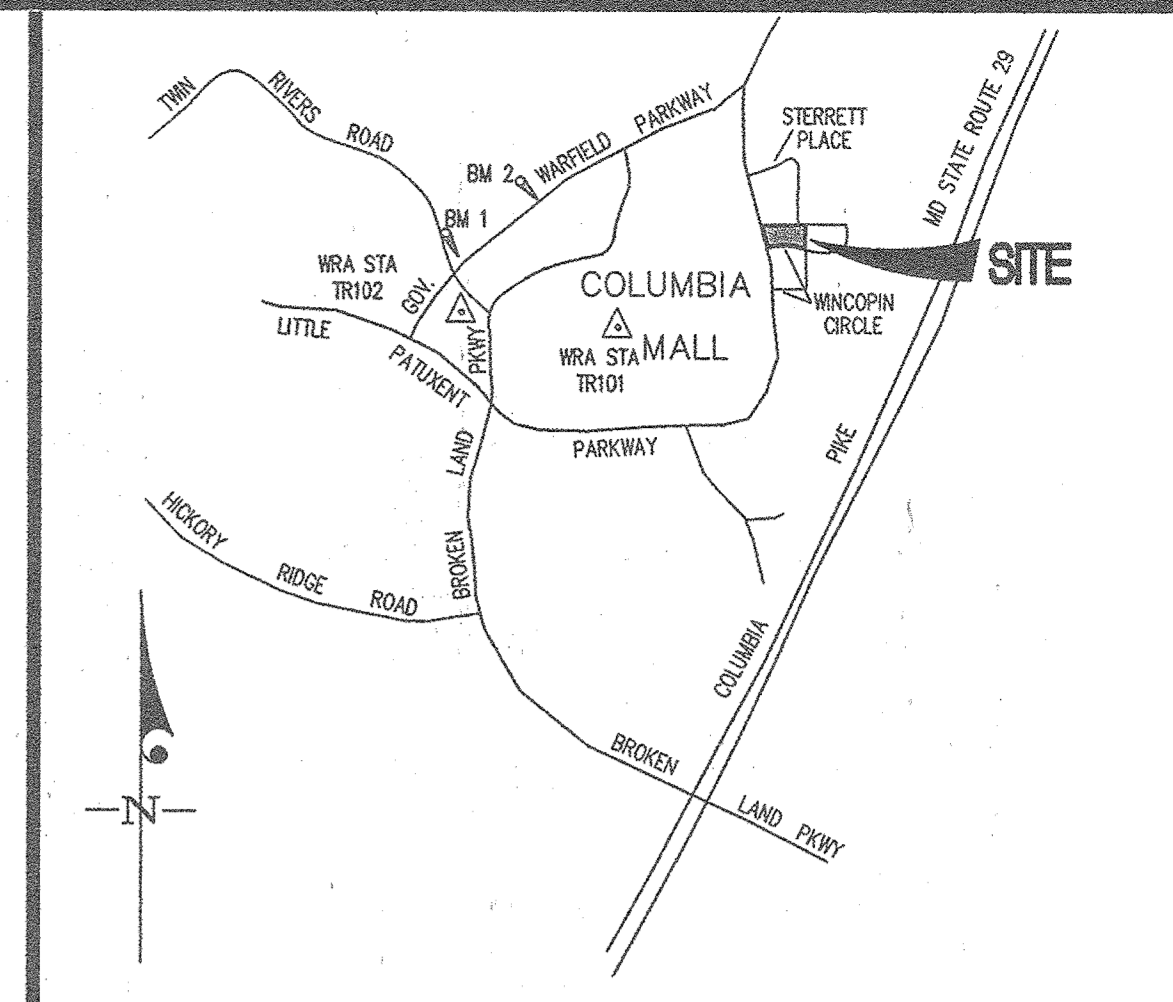 TWIN RIVERS ROAD
GOV. WARFIELD PARKWAY
STERRETT
PLACE
MD STATE ROUTE 29
BM 2
BM 1
WRA STA
TR102
COLUMBIA
MALL
WRA STA
TR101
SITE
WINCOPIN
CIRCLE
LITTLE PATUXENT PARKWAY
COLUMBIA PIKE
HICKORY RIDGE ROAD
BROKEN LAND PKWY
BROKEN LAND PKWY
N